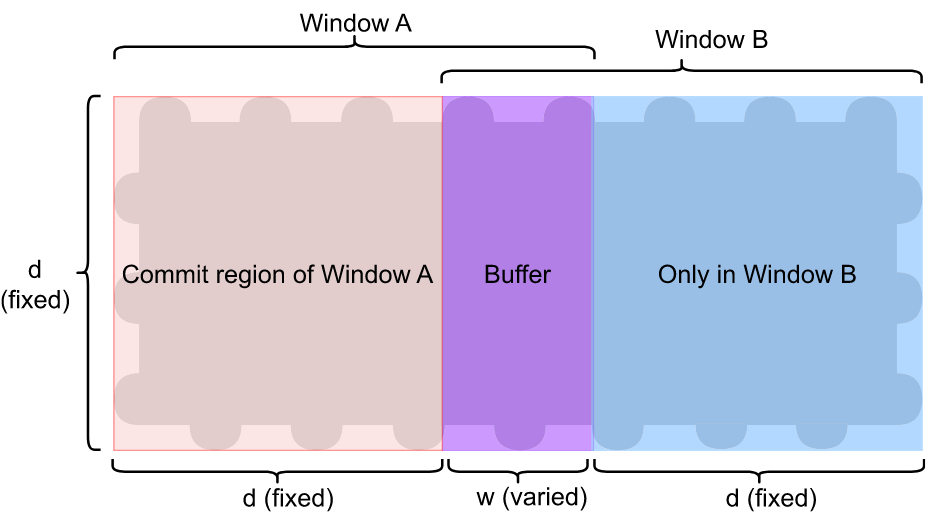 Window A
Window B
d
(fixed)
Commit region of Window A
Buffer
Only in Window B
d (fixed)
w (varied)
d (fixed)